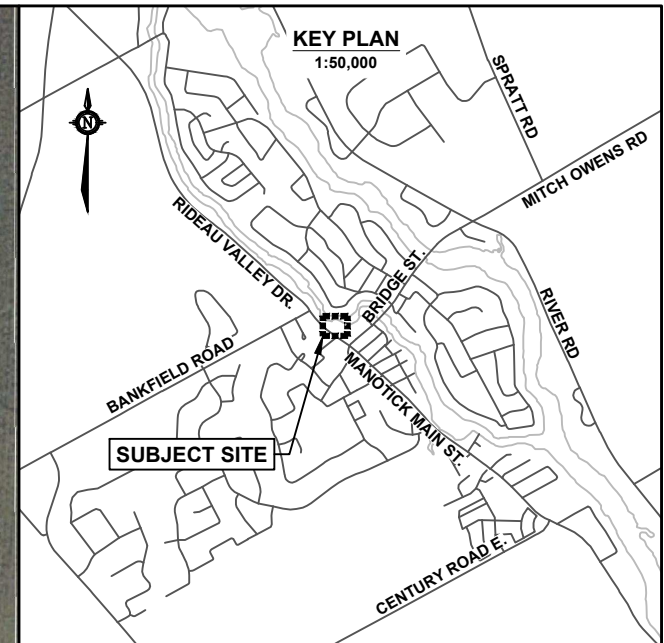 KEY PLAN
1:50,000
N
SPRATT RD
MITCH OWENS RD
RIDEAU VALLEY DR.
BRIDGE ST.
RIVER RD
BANKFIELD ROAD
MANOTICK MAIN ST.
SUBJECT SITE
CENTURY ROAD E.